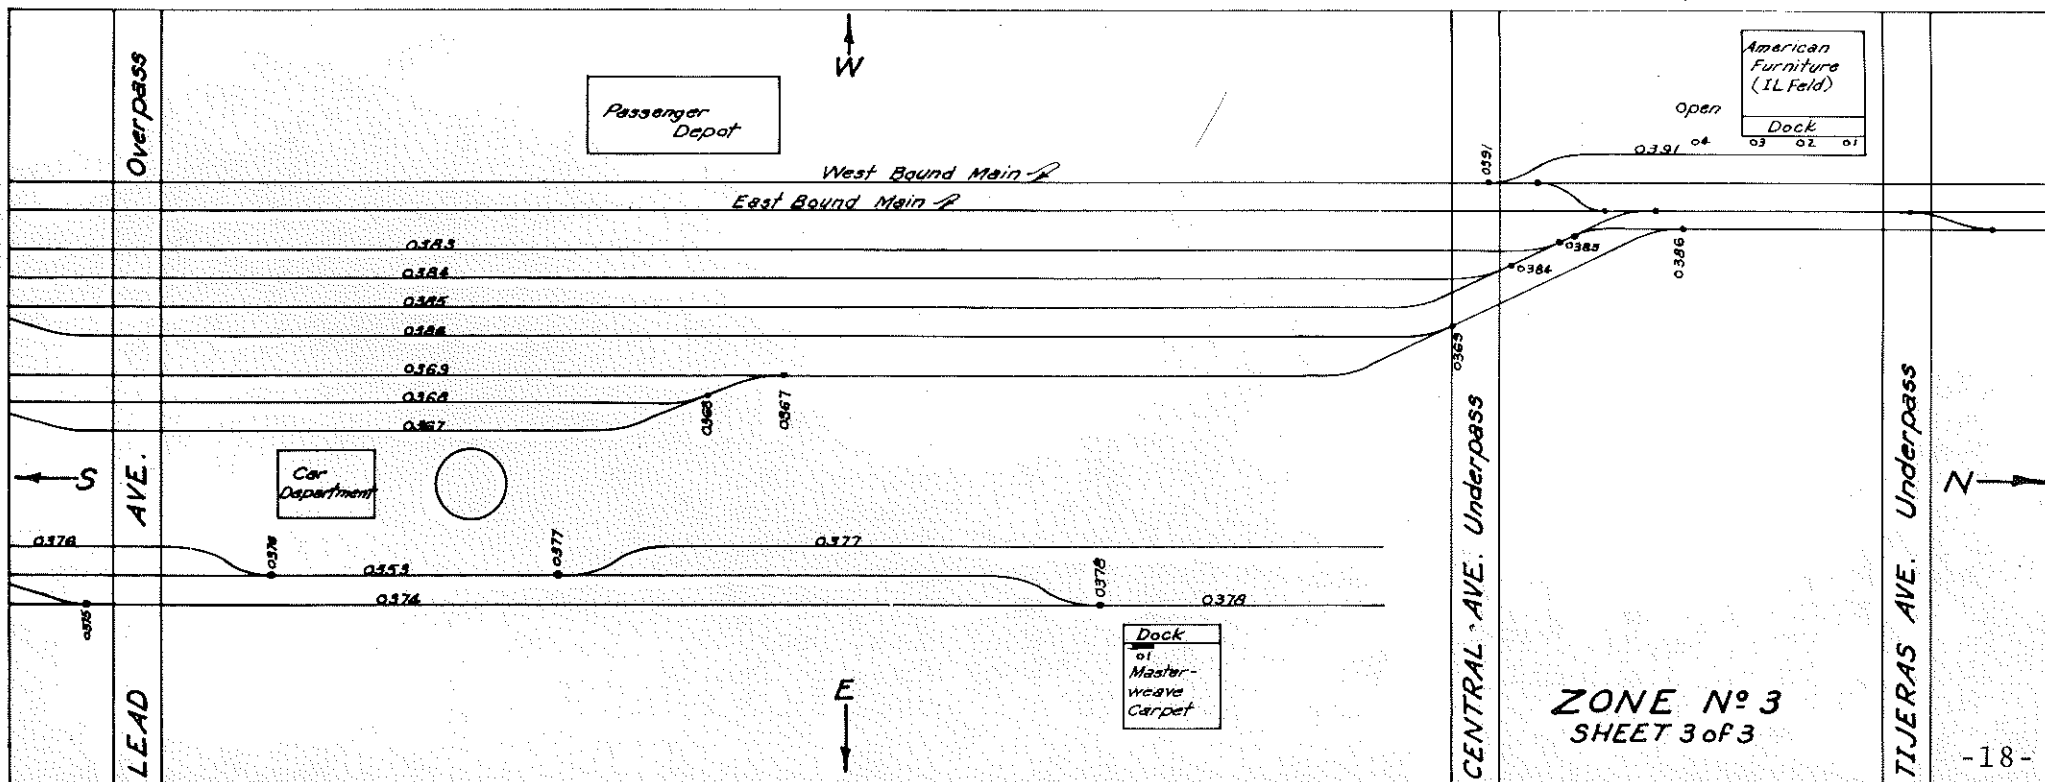 Overpass
W
Passenger
Depot
American
Furniture
(ILFeld)
Open
Dock
0391
04
03
02
01
0391
West Bound Main
East Bound Main
0383
0384
0385
0386
0385
0384
0386
0369
0369
0368
0367
0368
0367
S
AVE.
Car
Department
N
0376
0376
0353
0377
0377
0374
0378
0378
LEAD
E
Dock
01
Master-
weave
Carpet
CENTRAL AVE. Underpass
TIJERAS AVE. Underpass
ZONE Nº 3
SHEET 3 of 3
-18-